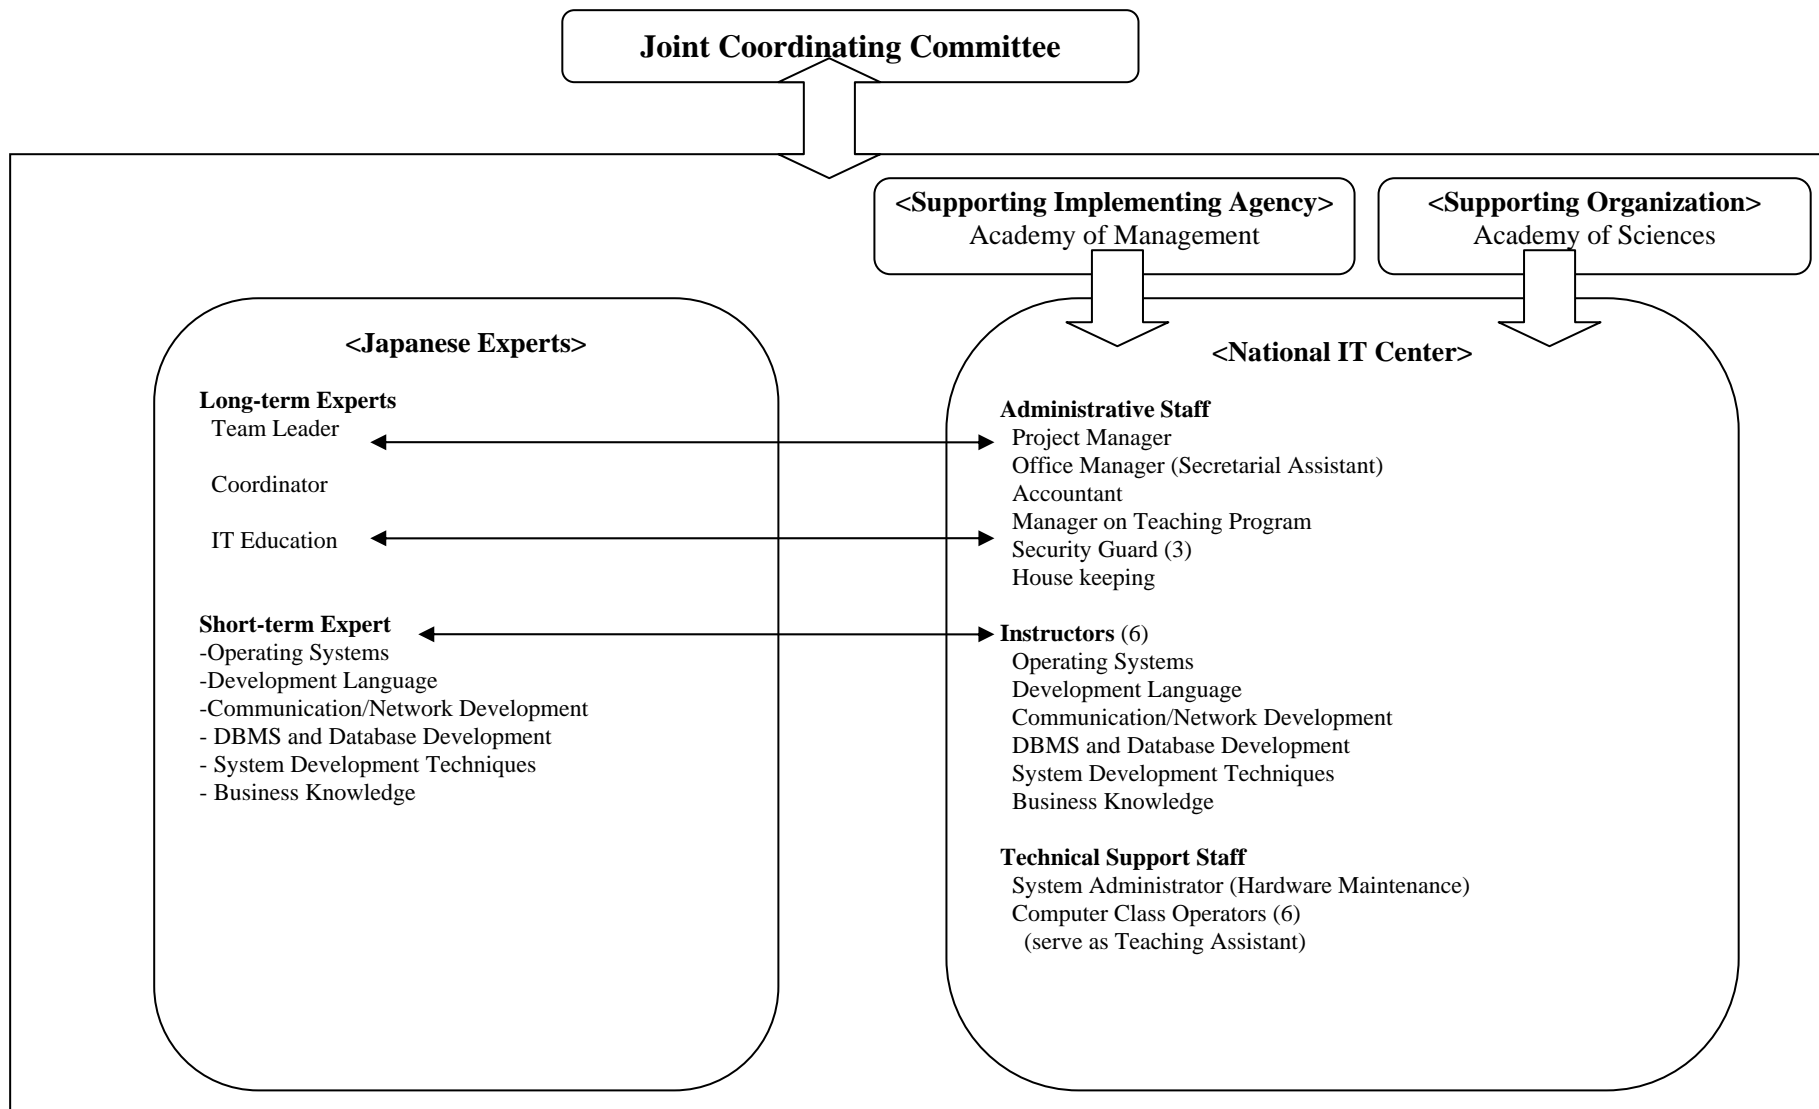 Joint Coordinating Committee
<Supporting Implementing Agency>
Academy of Management
<Supporting Organization>
Academy of Sciences
<Japanese Experts>
Long-term Experts
Team Leader
Coordinator
IT Education
Short-term Expert
-Operating Systems
-Development Language
-Communication/Network Development
- DBMS and Database Development
- System Development Techniques
- Business Knowledge
<National IT Center>
Administrative Staff
Project Manager
Office Manager (Secretarial Assistant)
Accountant
Manager on Teaching Program
Security Guard (3)
House keeping
Instructors (6)
Operating Systems
Development Language
Communication/Network Development
DBMS and Database Development
System Development Techniques
Business Knowledge
Technical Support Staff
System Administrator (Hardware Maintenance)
Computer Class Operators (6)
(serve as Teaching Assistant)